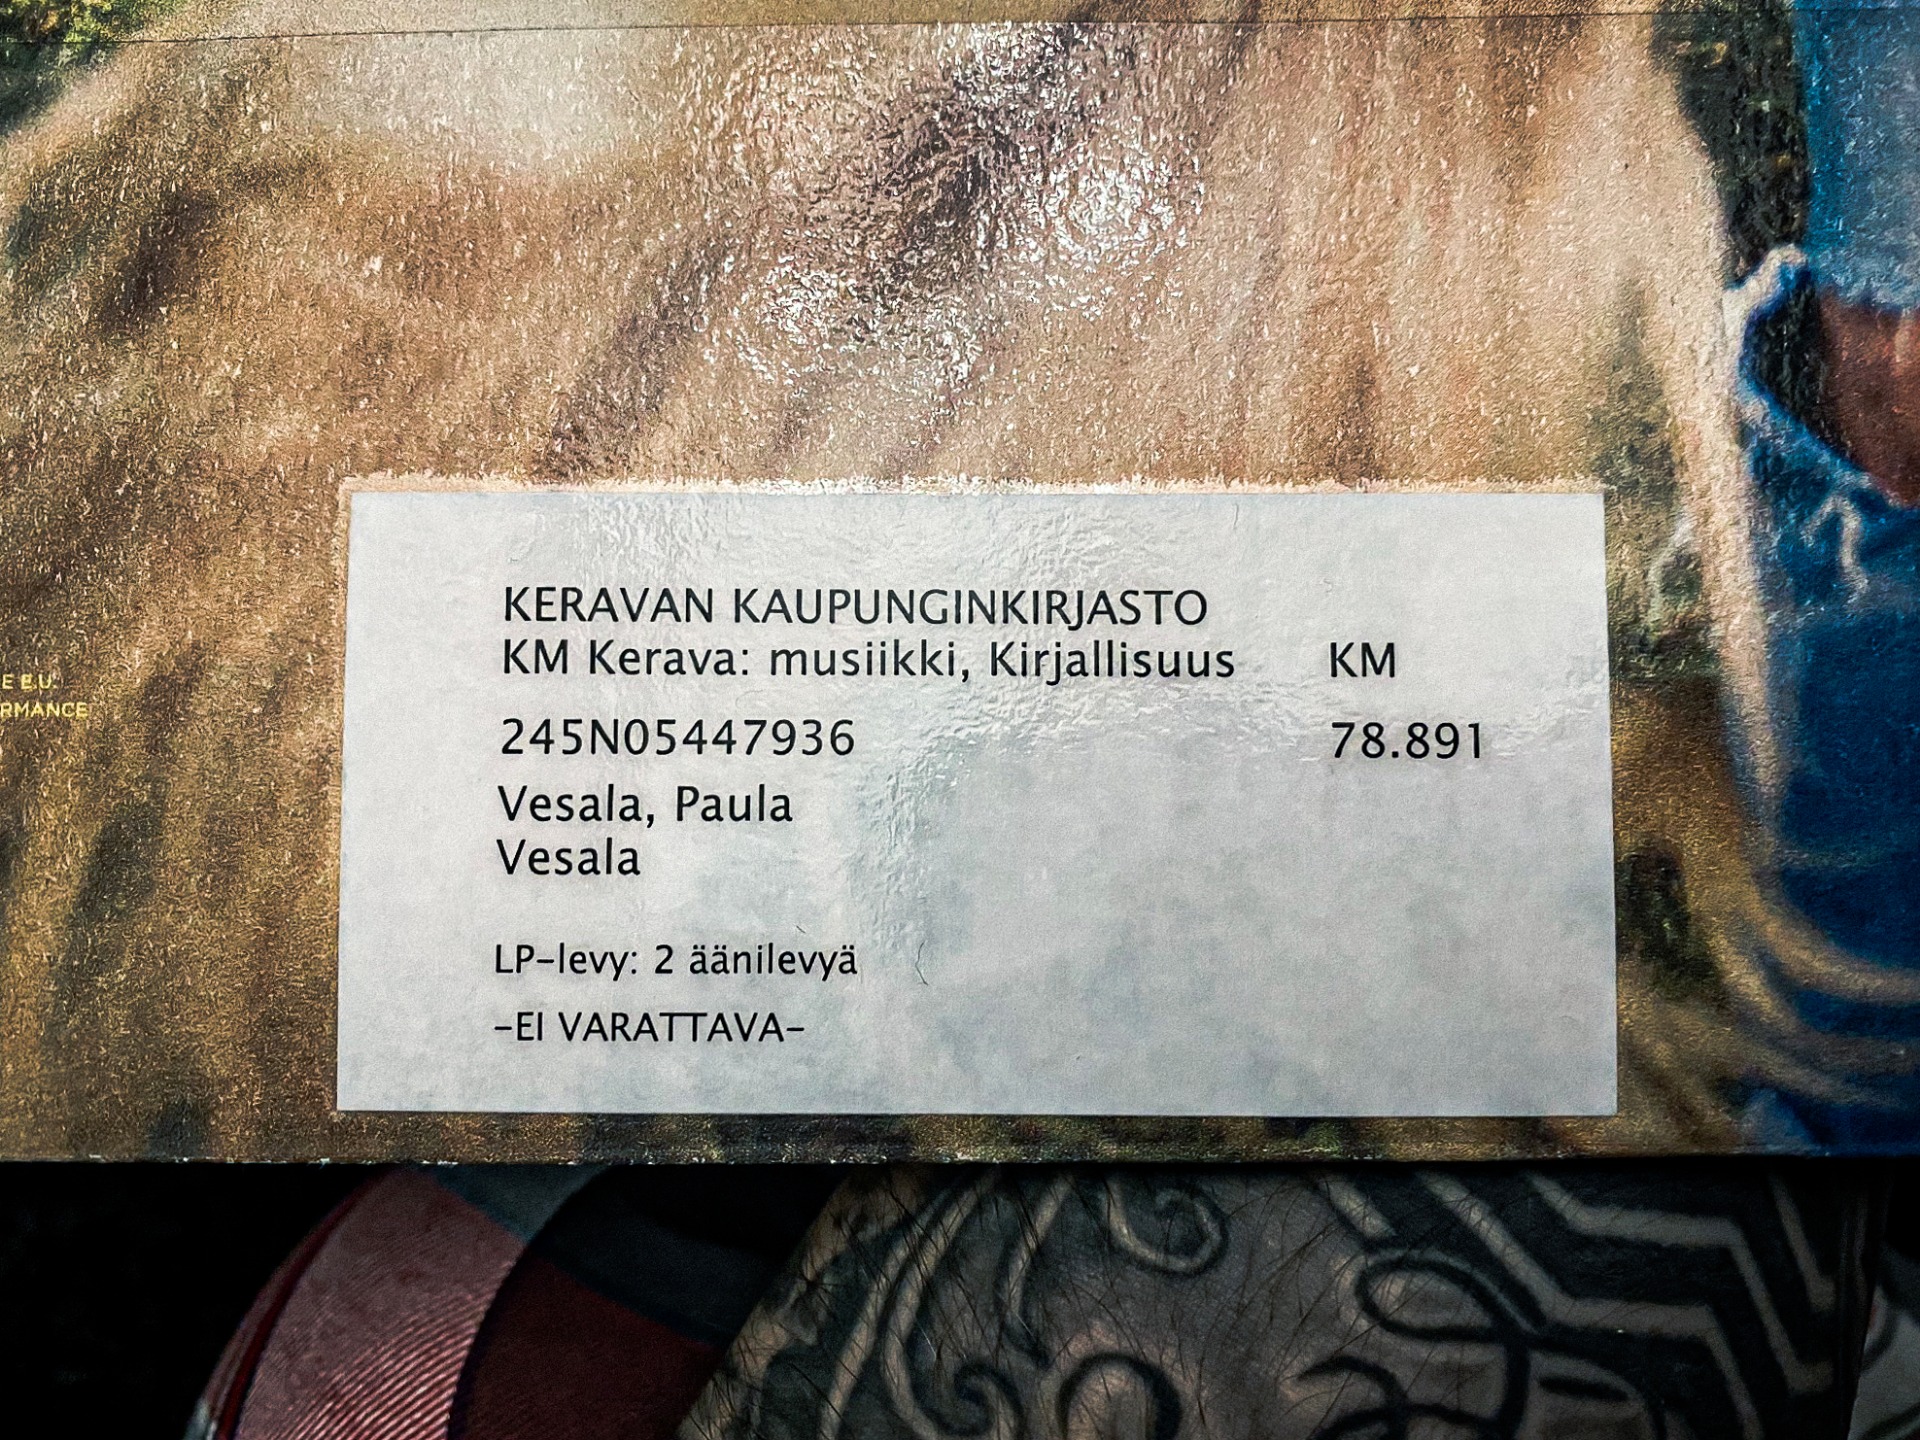 E E.U.
RMANCE
KERAVAN KAUPUNGINKIRJASTO
KM Kerava: musiikki, Kirjallisuus KM
245N05447936 78.891
Vesala, Paula
Vesala
LP-levy: 2 äänilevyä
-EI VARATTAVA-